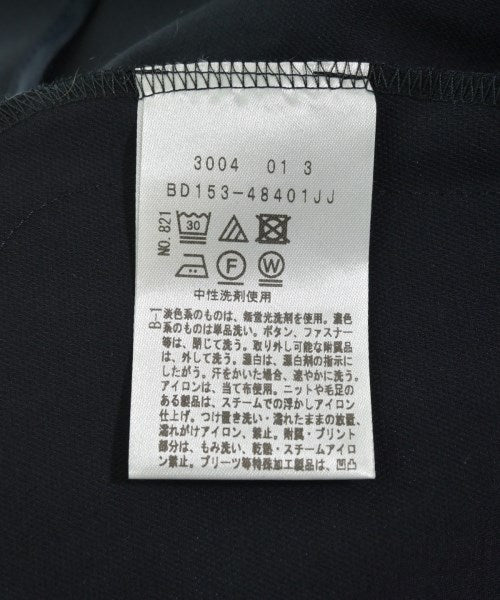 3004 01 3
BD153-48401JJ
NO. 821
30
F
W
中性洗剤使用
B-1
淡色系のものは、無蛍光洗剤を使用。濃色
系のものは単品洗い。ボタン、ファスナー
等は、閉じて洗う。取り外し可能な附属品
は、外して洗う。漂白は、漂白剤の指示に
したがう。汗をかいた場合、速やかに洗う。
アイロンは、当て布使用。ニットや毛足の
ある製品は、スチームでの浮かしアイロン
仕上げ。つけ置き洗い・濡れたままの放置、
濡れがけアイロン、禁止。附属・プリント
部分は、もみ洗い、乾熱・スチームアイロ
ン禁止。プリーツ等特殊加工製品は、凹凸